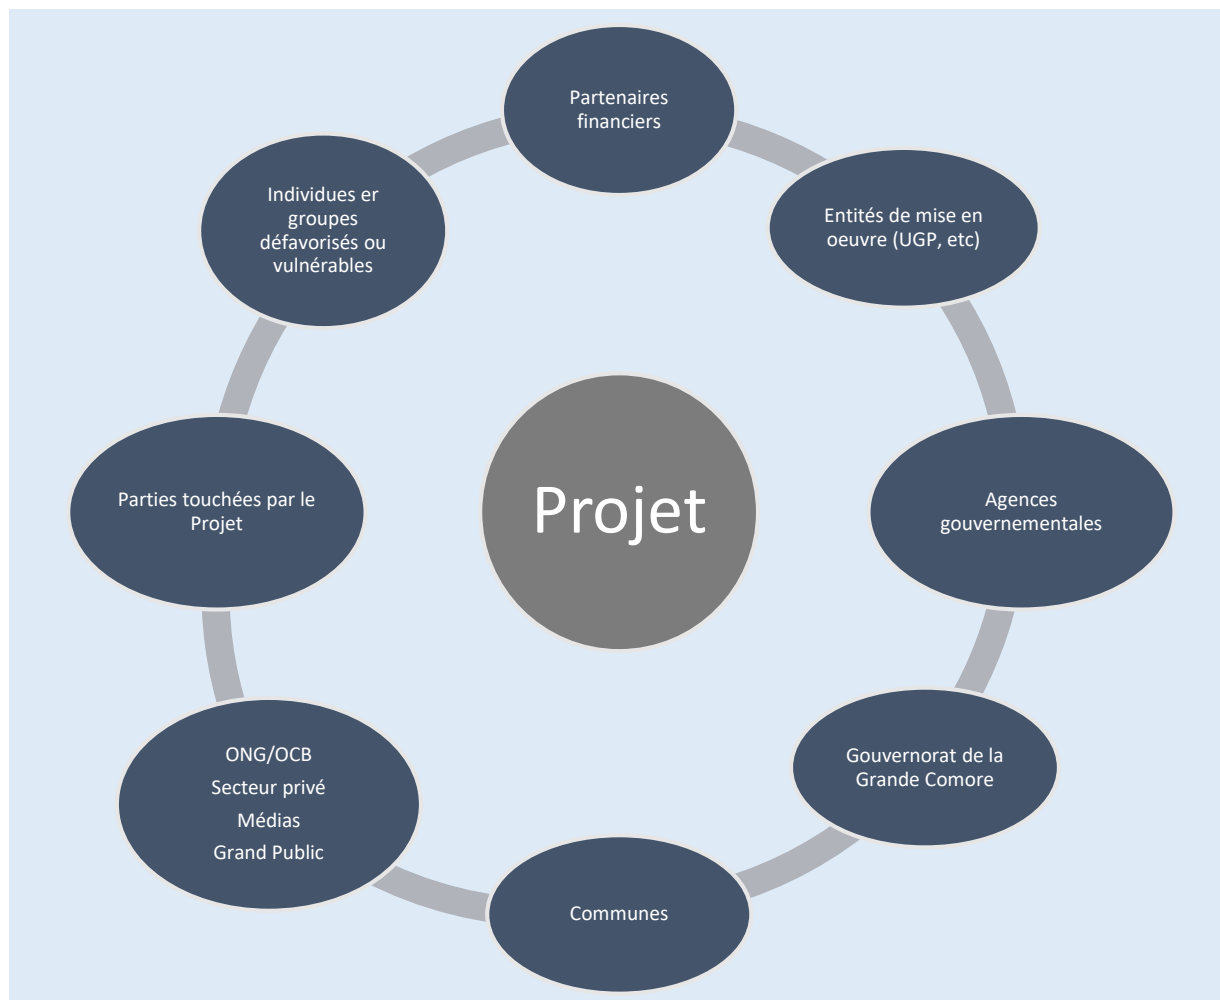 Partenaires
financiers
Entités de mise en
oeuvre (UGP, etc)
Agences
gouvernementales
Gouvernorat de la
Grande Comore
Communes
ONG/OCB
Secteur privé
Médias
Grand Public
Parties touchées par le
Projet
Individues er
groupes
défavorisés ou
vulnérables
Projet